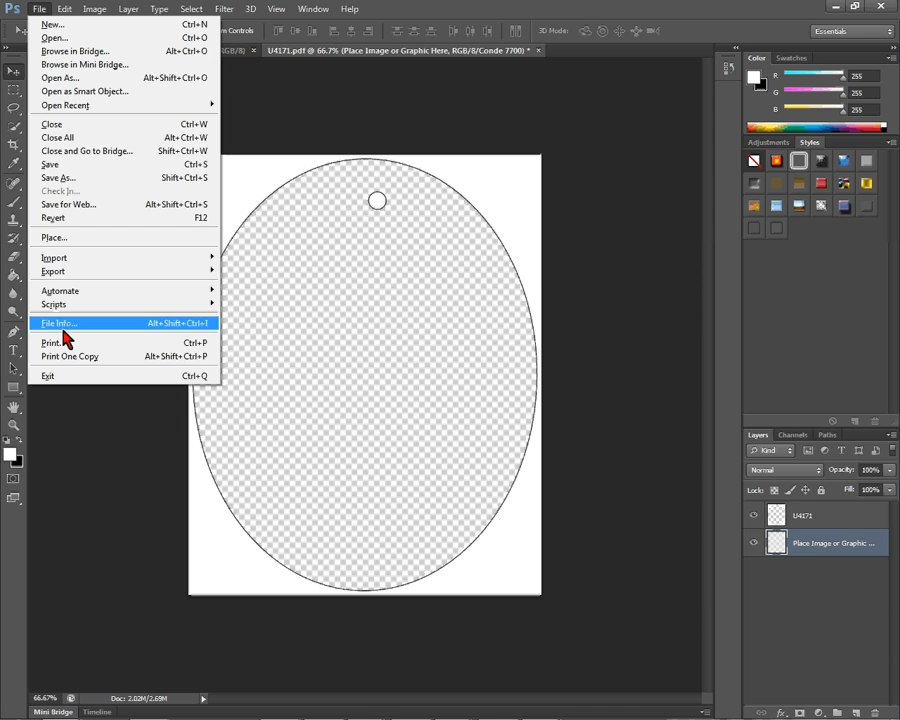 Ps File Edit Image Layer Type Select Filter 3D View Window Help
Controls 3D Mode: Essentials
RGB/8) × U4171.pdf @ 66.7% (Place Image or Graphic Here, RGB/8/Conde 7700) * ×
New... Ctrl+N
Open... Ctrl+O
Browse in Bridge... Alt+Ctrl+O
Browse in Mini Bridge...
Open As... Alt+Shift+Ctrl+O
Open as Smart Object...
Open Recent
Close Ctrl+W
Close All Alt+Ctrl+W
Close and Go to Bridge... Shift+Ctrl+W
Save Ctrl+S
Save As... Shift+Ctrl+S
Check In...
Save for Web... Alt+Shift+Ctrl+S
Revert F12
Place...
Import
Export
Automate
Scripts
File Info... Alt+Shift+Ctrl+I
Print. Ctrl+P
Print One Copy Alt+Shift+Ctrl+P
Exit Ctrl+Q
Color Swatches
R 255
G 255
B 255
Adjustments Styles
Layers Channels Paths
Kind
Normal Opacity: 100%
Lock: Fill: 100%
U4171
Place Image or Graphic ...
66.67% Doc: 2.02M/2.69M
Mini Bridge Timeline